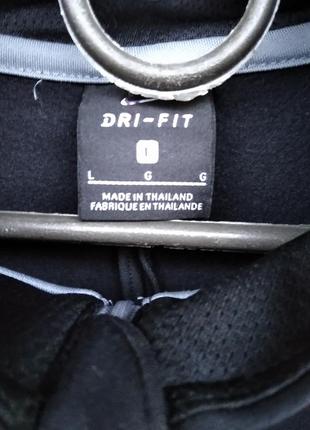 DRI-FIT
L G G
MADE IN THAILAND
FABRIQUE EN THAILANDE